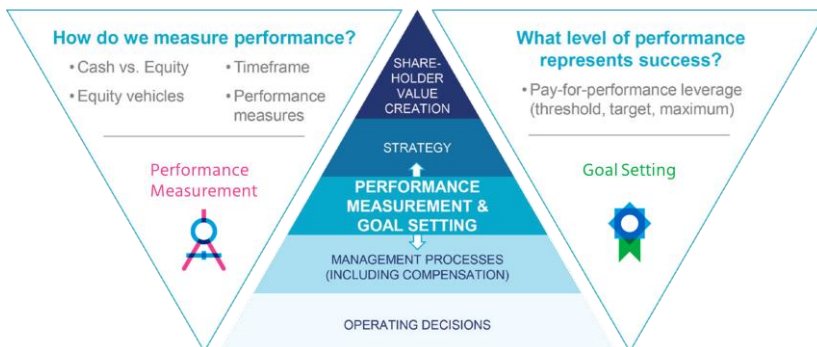 How do we measure performance?
• Cash vs. Equity
• Equity vehicles
• Timeframe
• Performance
measures
Performance
Measurement
SHARE-
HOLDER
VALUE
CREATION
STRATEGY
PERFORMANCE
MEASUREMENT &
GOAL SETTING
MANAGEMENT PROCESSES
(INCLUDING COMPENSATION)
OPERATING DECISIONS
What level of performance
represents success?
• Pay-for-performance leverage
(threshold, target, maximum)
Goal Setting